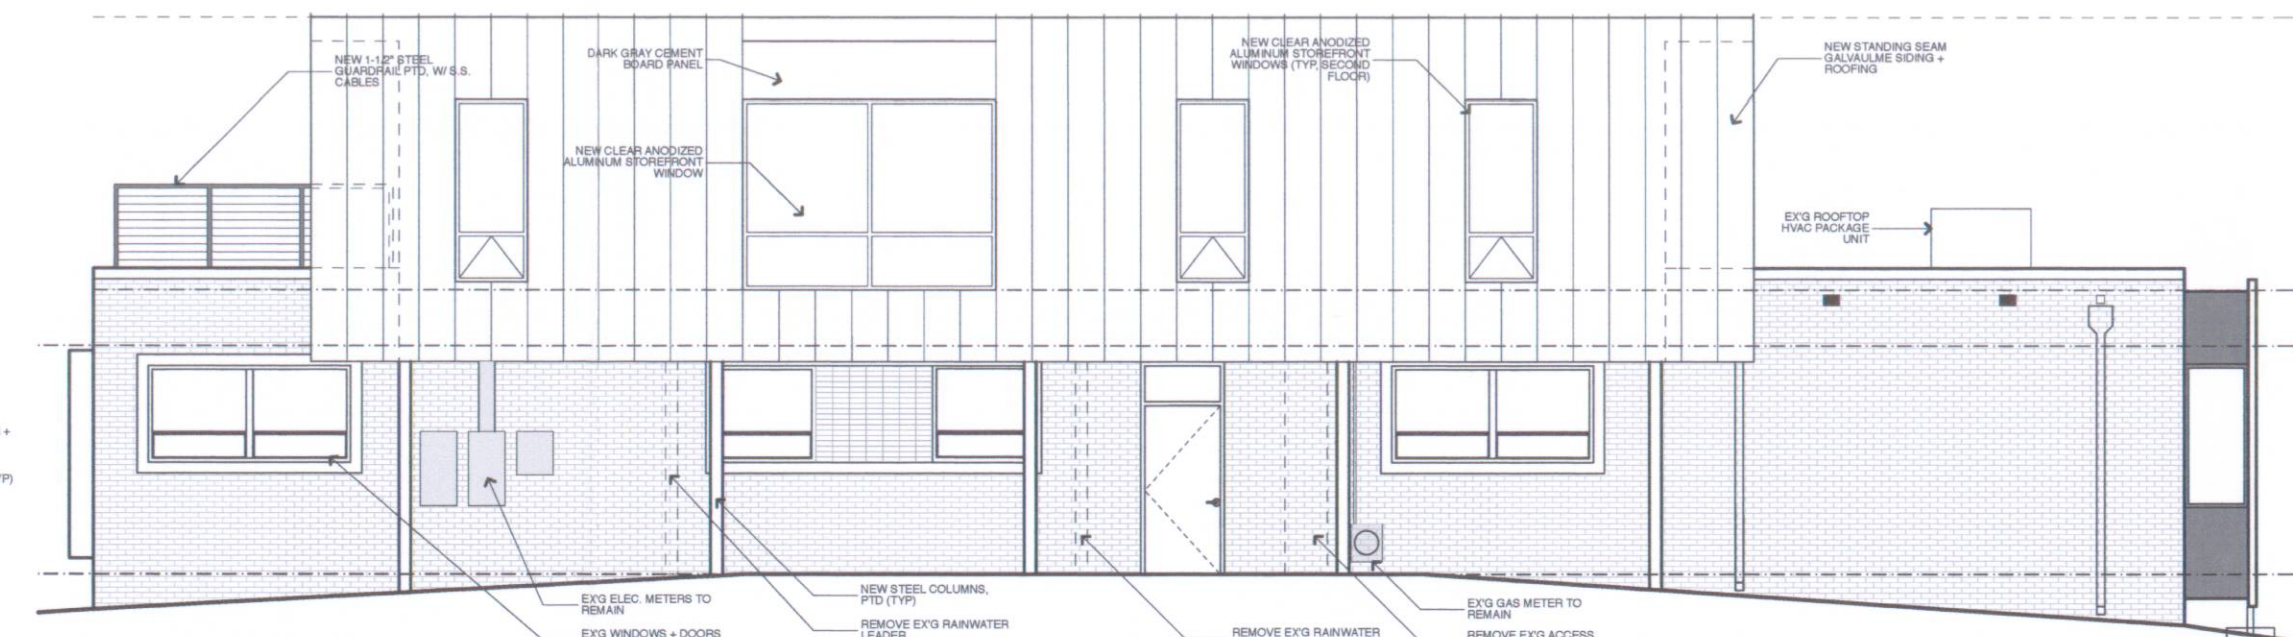 NEW 1-1/2" STEEL
GUARDRAIL PTD, W/ S.S.
CABLES
DARK GRAY CEMENT
BOARD PANEL
NEW CLEAR ANODIZED
ALUMINUM STOREFRONT
WINDOW
NEW CLEAR ANODIZED
ALUMINUM STOREFRONT
WINDOWS (TYP, SECOND
FLOOR)
NEW STANDING SEAM
GALVAULME SIDING +
ROOFING
EX'G ROOFTOP
HVAC PACKAGE
UNIT
+
YP)
EX'G ELEC. METERS TO
REMAIN
EX'G WINDOWS + DOORS
NEW STEEL COLUMNS,
PTD (TYP)
REMOVE EX'G RAINWATER
LEADER
REMOVE EX'G RAINWATER
EX'G GAS METER TO
REMAIN
REMOVE EX'G ACCESS